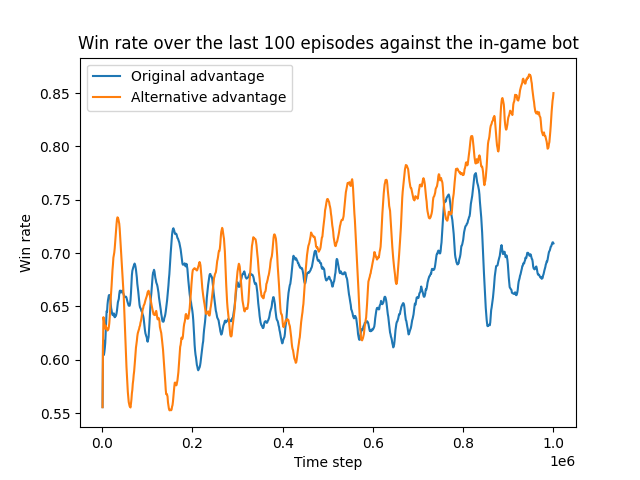 Win rate over the last 100 episodes against the in-game bot
Original advantage
Alternative advantage
Win rate
0.85
0.80
0.75
0.70
0.65
0.60
0.55
0.0 0.2 0.4 0.6 0.8 1.0
1e6
Time step